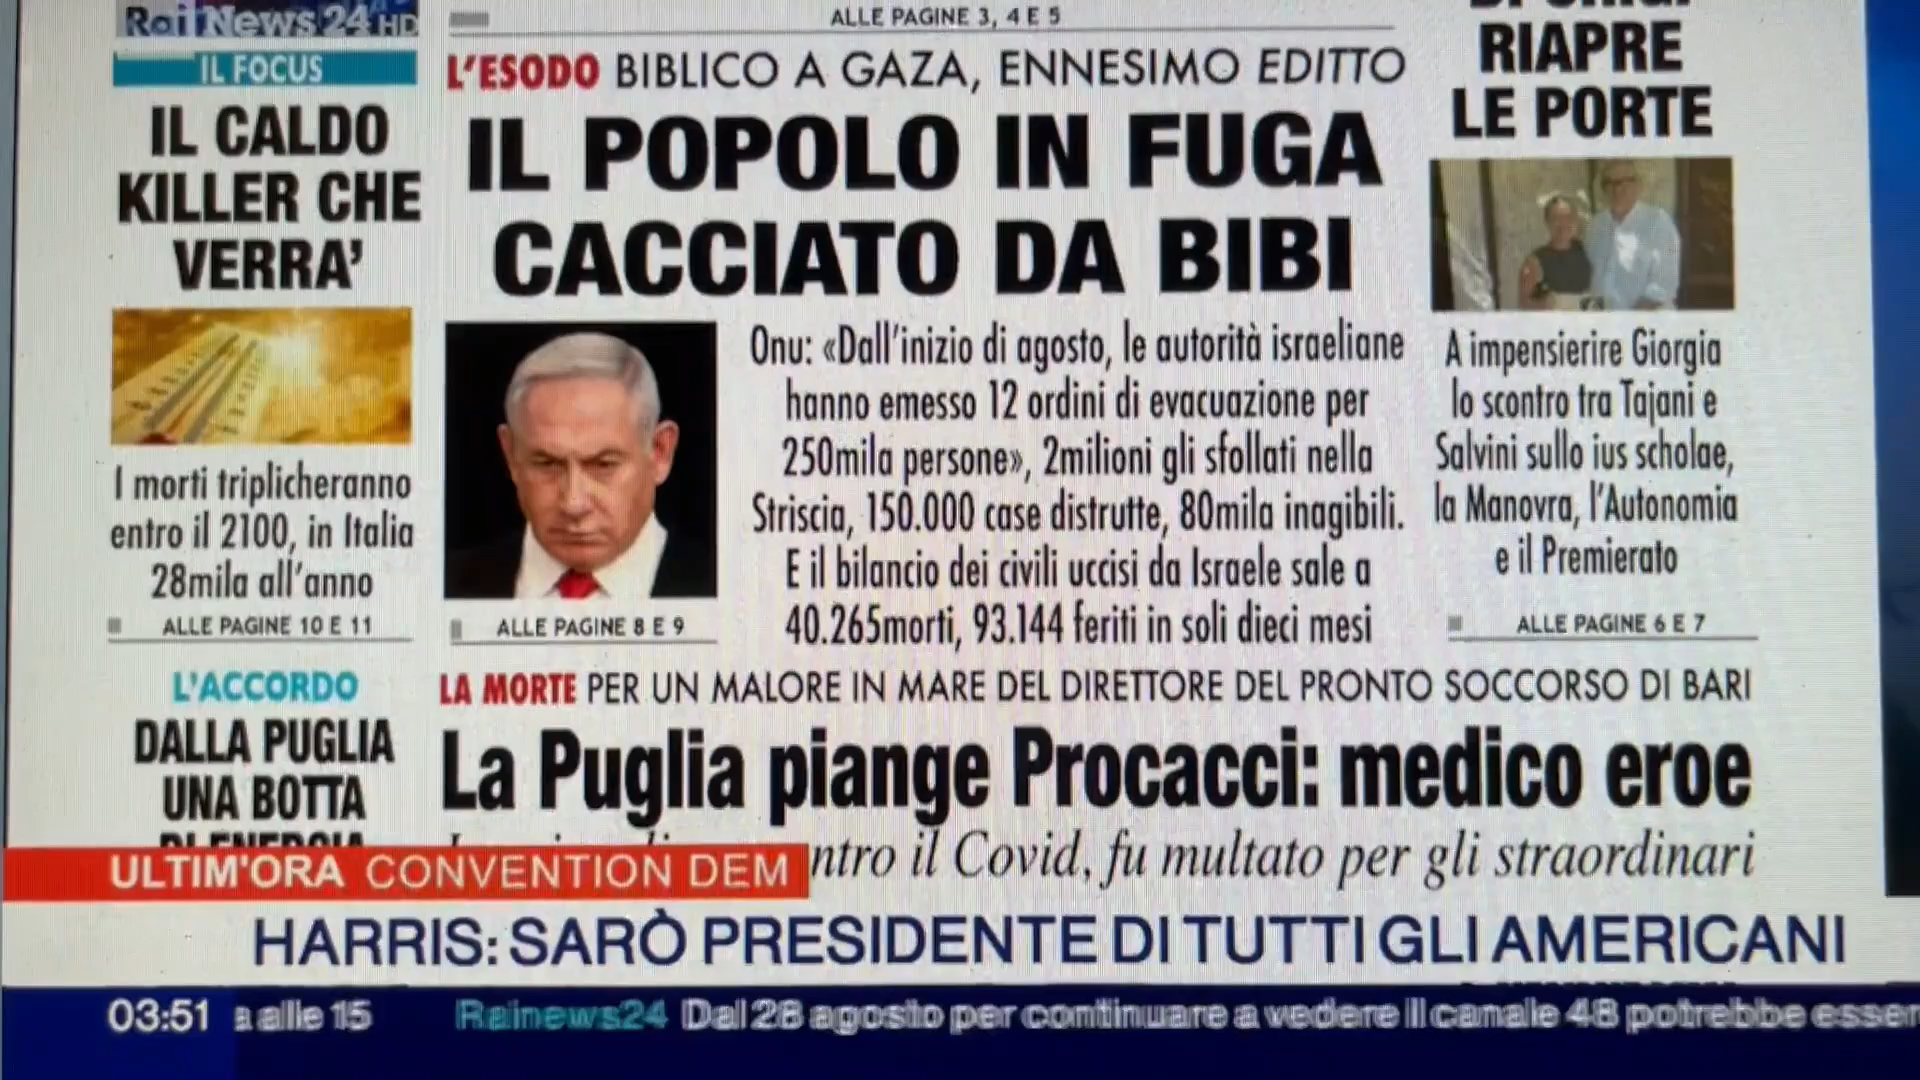 Rai News 24 HD
ALLE PAGINE 3, 4 E 5
IL FOCUS
IL CALDO
KILLER CHE
VERRA'
I morti triplicheranno
entro il 2100, in Italia
28mila all'anno
ALLE PAGINE 10 E 11
L'ESODO BIBLICO A GAZA, ENNESIMO EDITTO
IL POPOLO IN FUGA
CACCIATO DA BIBI
Onu: «Dall'inizio di agosto, le autorità israeliane
hanno emesso 12 ordini di evacuazione per
250mila persone», 2milioni gli sfollati nella
Striscia, 150.000 case distrutte, 80mila inagibili.
E il bilancio dei civili uccisi da Israele sale a
40.265morti, 93.144 feriti in soli dieci mesi
ALLE PAGINE 8 E 9
RIAPRE
LE PORTE
A impensierire Giorgia
lo scontro tra Tajani e
Salvini sullo ius scholae,
la Manovra, l'Autonomia
e il Premierato
ALLE PAGINE 6 E 7
L'ACCORDO
DALLA PUGLIA
UNA BOTTA
DI ENERGIA
LA MORTE PER UN MALORE IN MARE DEL DIRETTORE DEL PRONTO SOCCORSO DI BARI
La Puglia piange Procacci: medico eroe
il Covid, fu multato per gli straordinari
ULTIM'ORA CONVENTION DEM
HARRIS: SARÒ PRESIDENTE DI TUTTI GLI AMERICANI
03:51 a alle 15 Rainews24 Dal 28 agosto per continuare a vedere il canale 48 potrebbe esser